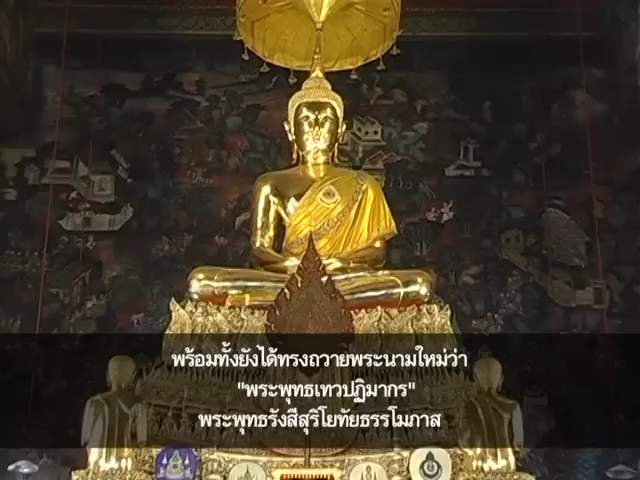 พร้อมทั้งยังได้ทรงถวายพระนามใหม่ว่า
"พระพุทธเทวปฏิมากร"
พระพุทธรังสีสุริโยทัยธรรโมภาส